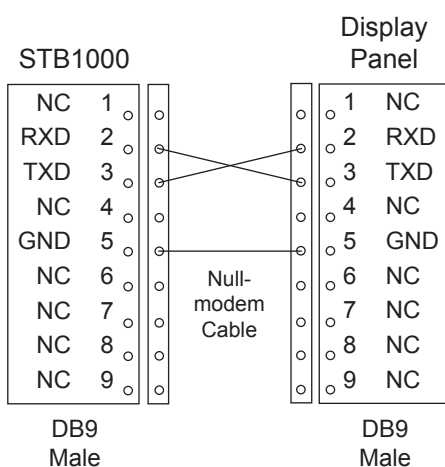 STB1000
Display
Panel
NC 1
RXD 2
TXD 3
NC 4
GND 5
NC 6
NC 7
NC 8
NC 9
DB9
Male
Null-
modem
Cable
1 NC
2 RXD
3 TXD
4 NC
5 GND
6 NC
7 NC
8 NC
9 NC
DB9
Male